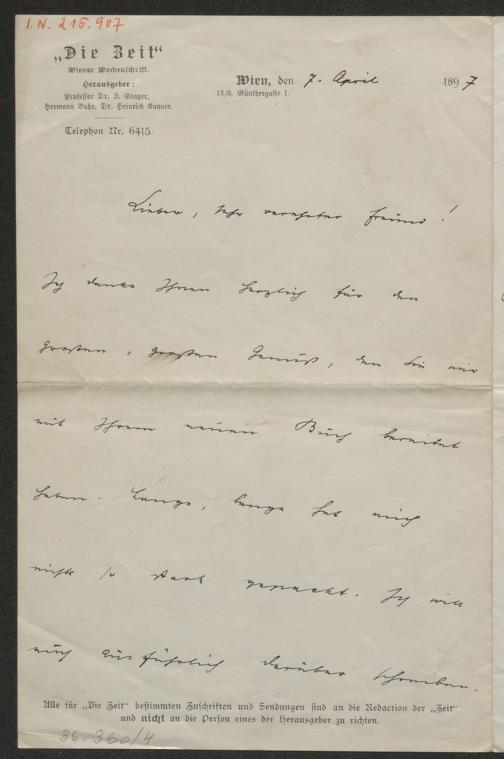 I.N. 215.907
„Die Zeit“
Wiener Wochenschrift.
Herausgeber:
Professor Dr. I. Singer,
Hermann Bahr, Dr. Heinrich Kanner.
Telephon Nr. 6415.
Wien, den 7. April 1897
IX/3, Günthergasse 1.
Lieber, sehr verehrter Freund!
Ich danke Ihnen herzlich für den
großen, großen Genuß, den Sie mir
mit Ihrem neuen Buch bereitet
haben. Lange, lange hat mich
nichts so stark gepackt. Ich will
auch ausführlich darüber schreiben.
Alle für „Die Zeit“ bestimmten Zuschriften und Sendungen sind an die Redaction der „Zeit“
und nicht an die Person eines der Herausgeber zu richten.
36.360/4